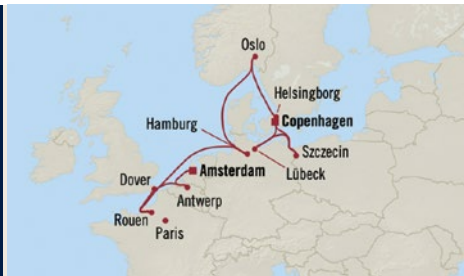 Oslo
Helsingborg
Copenhagen
Hamburg
Szczecin
Lübeck
Amsterdam
Dover
Antwerp
Rouen
Paris